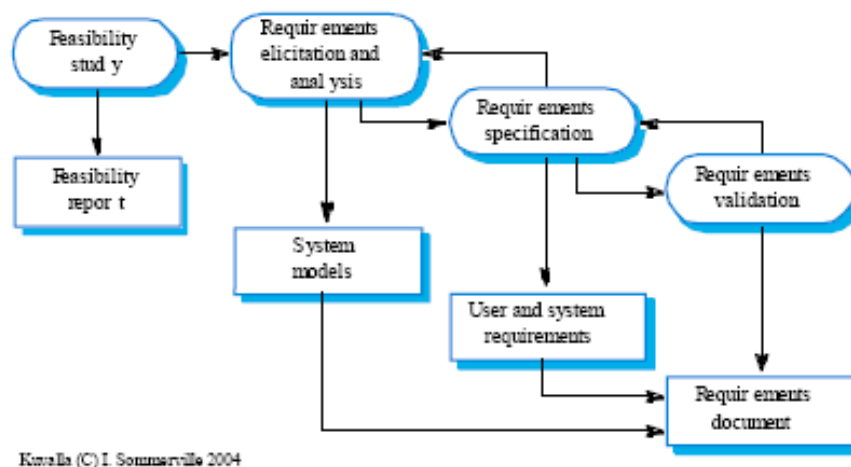 Feasibility
stud y
Requir ements
elicitation and
anal ysis
Requir ements
specification
Requir ements
validation
Feasibility
repor t
System
models
User and system
requirements
Requir ements
document
Kuvalla (C) I. Sommerville 2004